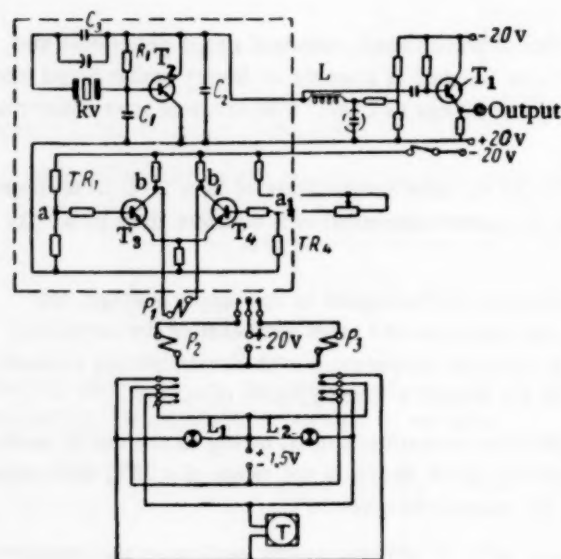 C3
R1 T2 C2 L -20v
T1
kv C1 Output
+20v
-20v
TR1 b b1
a a1
T3 T4 TR4
P1
P2 +20v P3
L1 L2
+
-1,5V
T